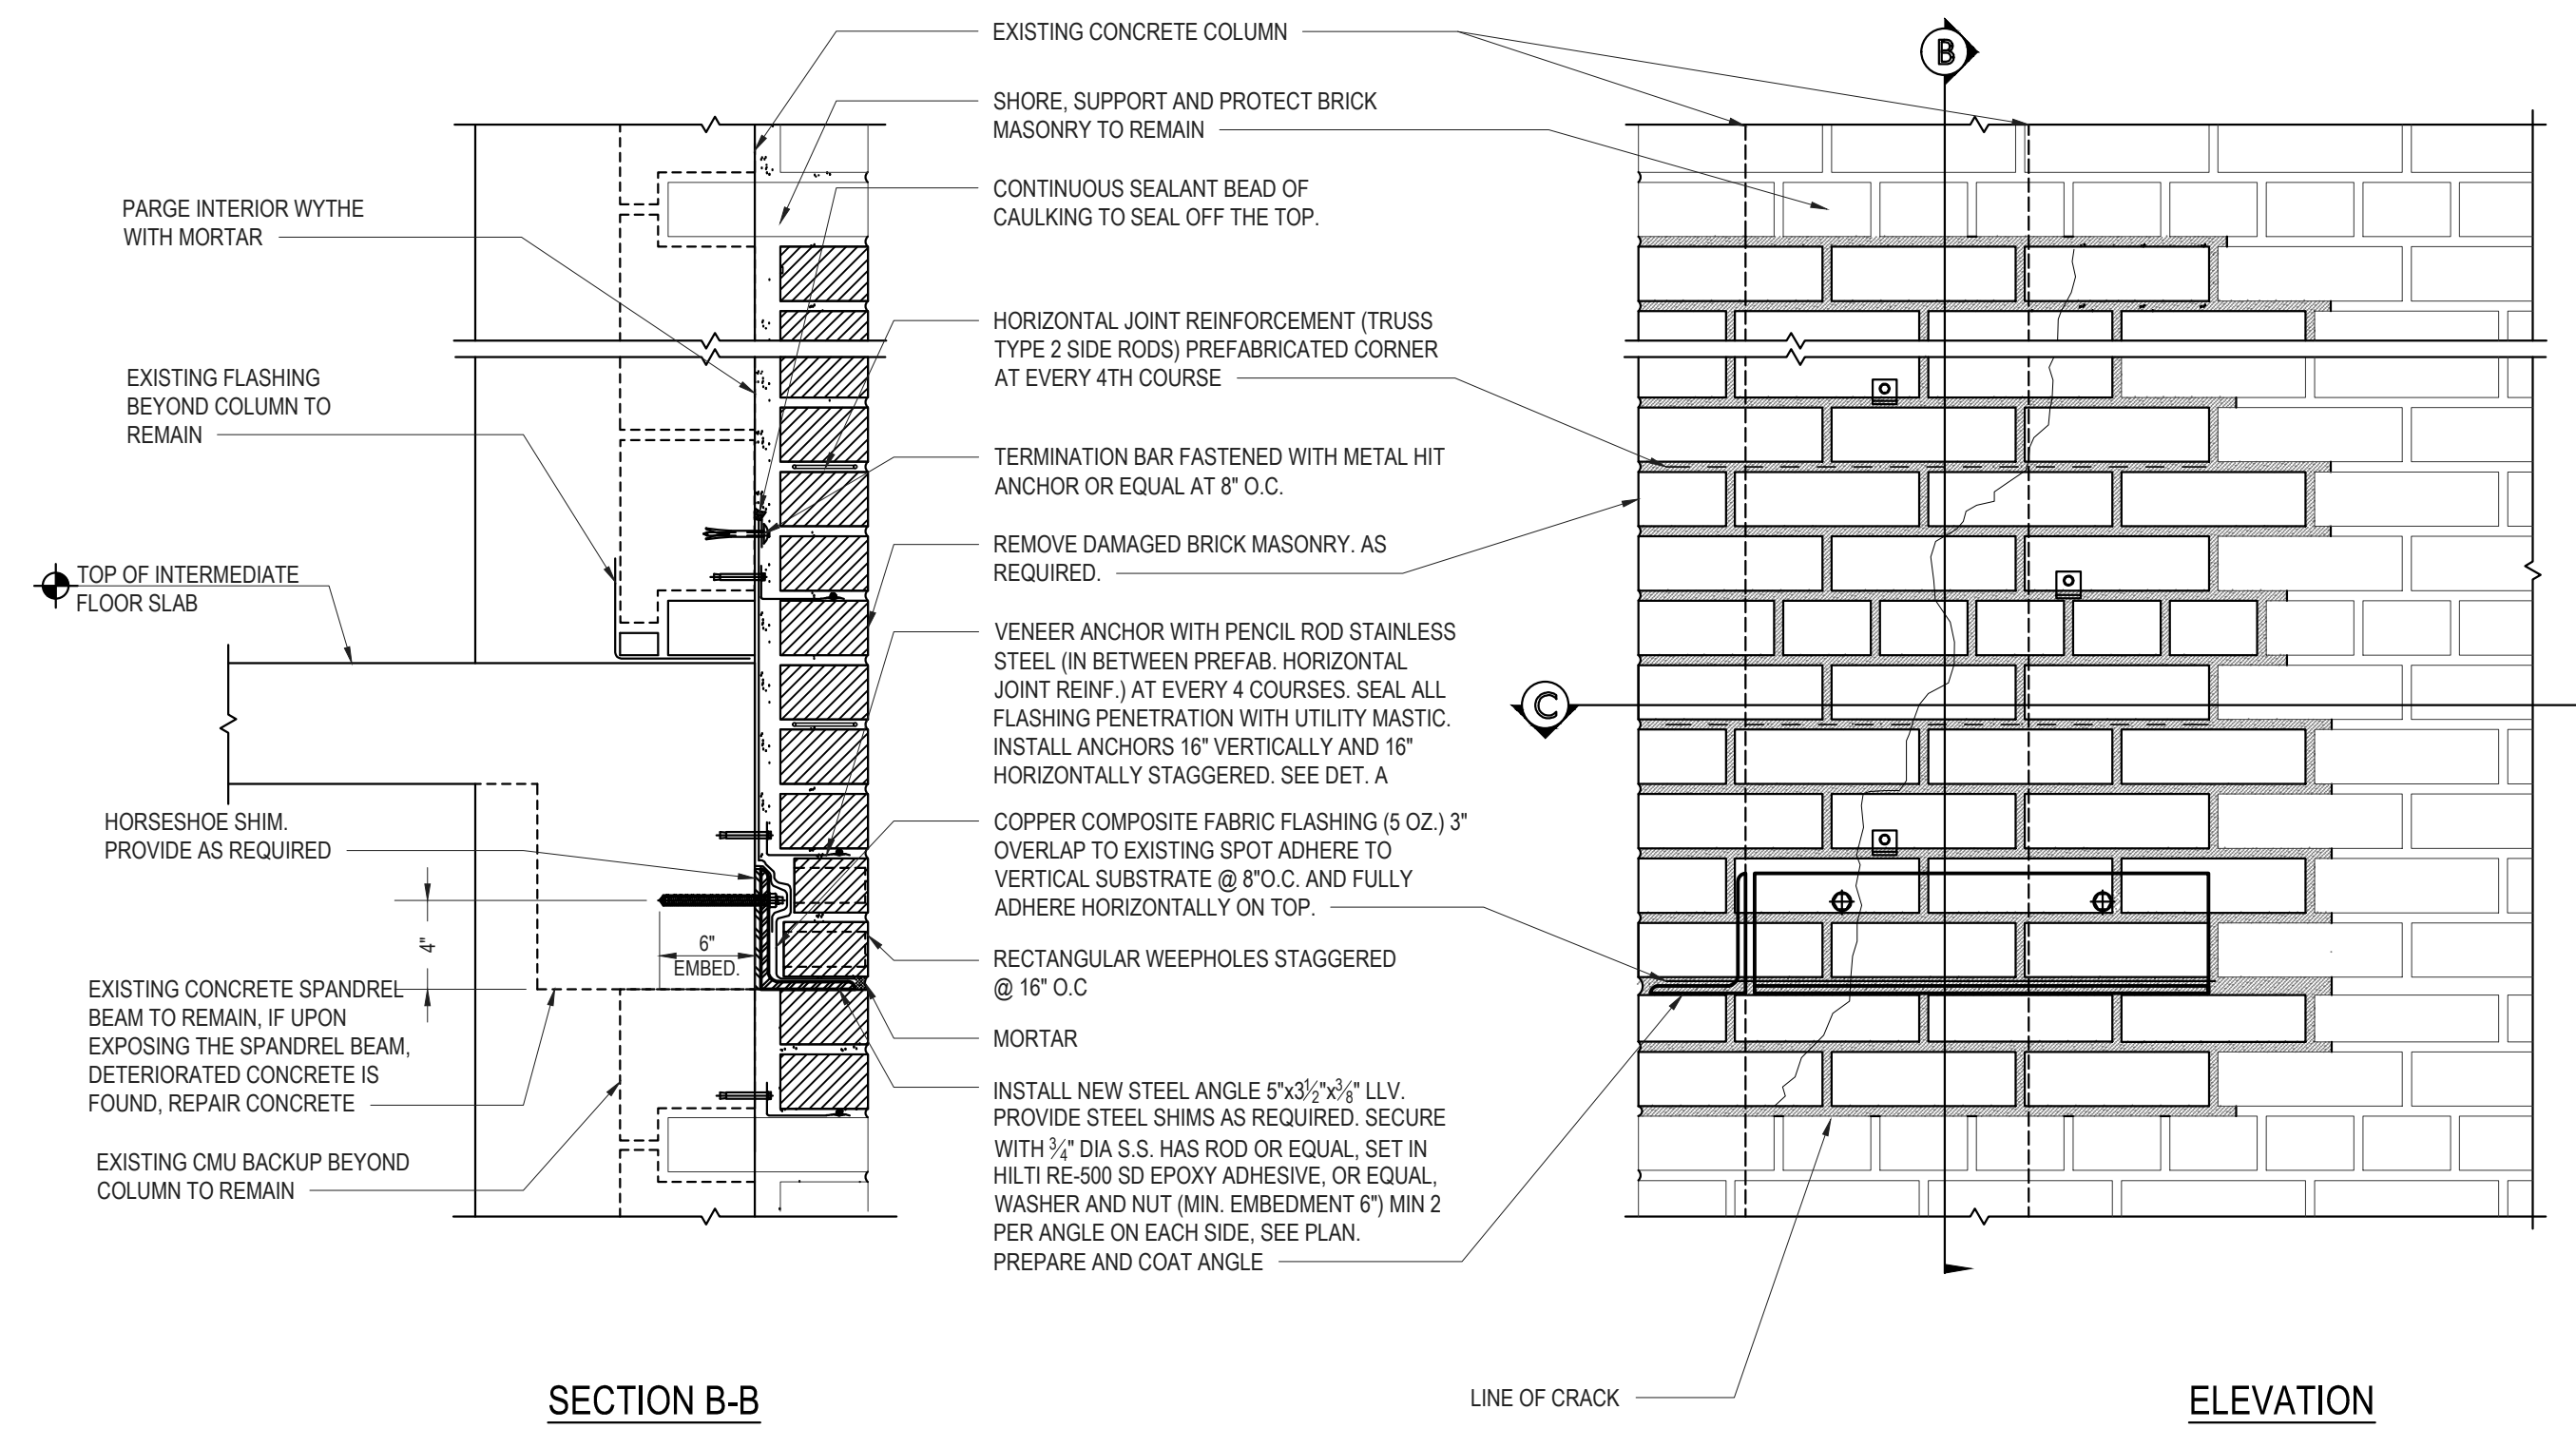 EXISTING CONCRETE COLUMN
SHORE, SUPPORT AND PROTECT BRICK
MASONRY TO REMAIN
CONTINUOUS SEALANT BEAD OF
CAULKING TO SEAL OFF THE TOP.
HORIZONTAL JOINT REINFORCEMENT (TRUSS
TYPE 2 SIDE RODS) PREFABRICATED CORNER
AT EVERY 4TH COURSE
TERMINATION BAR FASTENED WITH METAL HIT
ANCHOR OR EQUAL AT 8" O.C.
REMOVE DAMAGED BRICK MASONRY. AS
REQUIRED.
VENEER ANCHOR WITH PENCIL ROD STAINLESS
STEEL (IN BETWEEN PREFAB. HORIZONTAL
JOINT REINF.) AT EVERY 4 COURSES. SEAL ALL
FLASHING PENETRATION WITH UTILITY MASTIC.
INSTALL ANCHORS 16" VERTICALLY AND 16"
HORIZONTALLY STAGGERED. SEE DET. A
COPPER COMPOSITE FABRIC FLASHING (5 OZ.) 3"
OVERLAP TO EXISTING SPOT ADHERE TO
VERTICAL SUBSTRATE @ 8"O.C. AND FULLY
ADHERE HORIZONTALLY ON TOP.
RECTANGULAR WEEPHOLES STAGGERED
@ 16" O.C
MORTAR
INSTALL NEW STEEL ANGLE 5"x3½"x⅜" LLV.
PROVIDE STEEL SHIMS AS REQUIRED. SECURE
WITH ¾" DIA S.S. HAS ROD OR EQUAL, SET IN
HILTI RE-500 SD EPOXY ADHESIVE, OR EQUAL,
WASHER AND NUT (MIN. EMBEDMENT 6") MIN 2
PER ANGLE ON EACH SIDE, SEE PLAN.
PREPARE AND COAT ANGLE
PARGE INTERIOR WYTHE
WITH MORTAR
EXISTING FLASHING
BEYOND COLUMN TO
REMAIN
TOP OF INTERMEDIATE
FLOOR SLAB
HORSESHOE SHIM.
PROVIDE AS REQUIRED
4"
6"
EMBED.
EXISTING CONCRETE SPANDREL
BEAM TO REMAIN, IF UPON
EXPOSING THE SPANDREL BEAM,
DETERIORATED CONCRETE IS
FOUND, REPAIR CONCRETE
EXISTING CMU BACKUP BEYOND
COLUMN TO REMAIN
B
C
LINE OF CRACK
SECTION B-B
ELEVATION